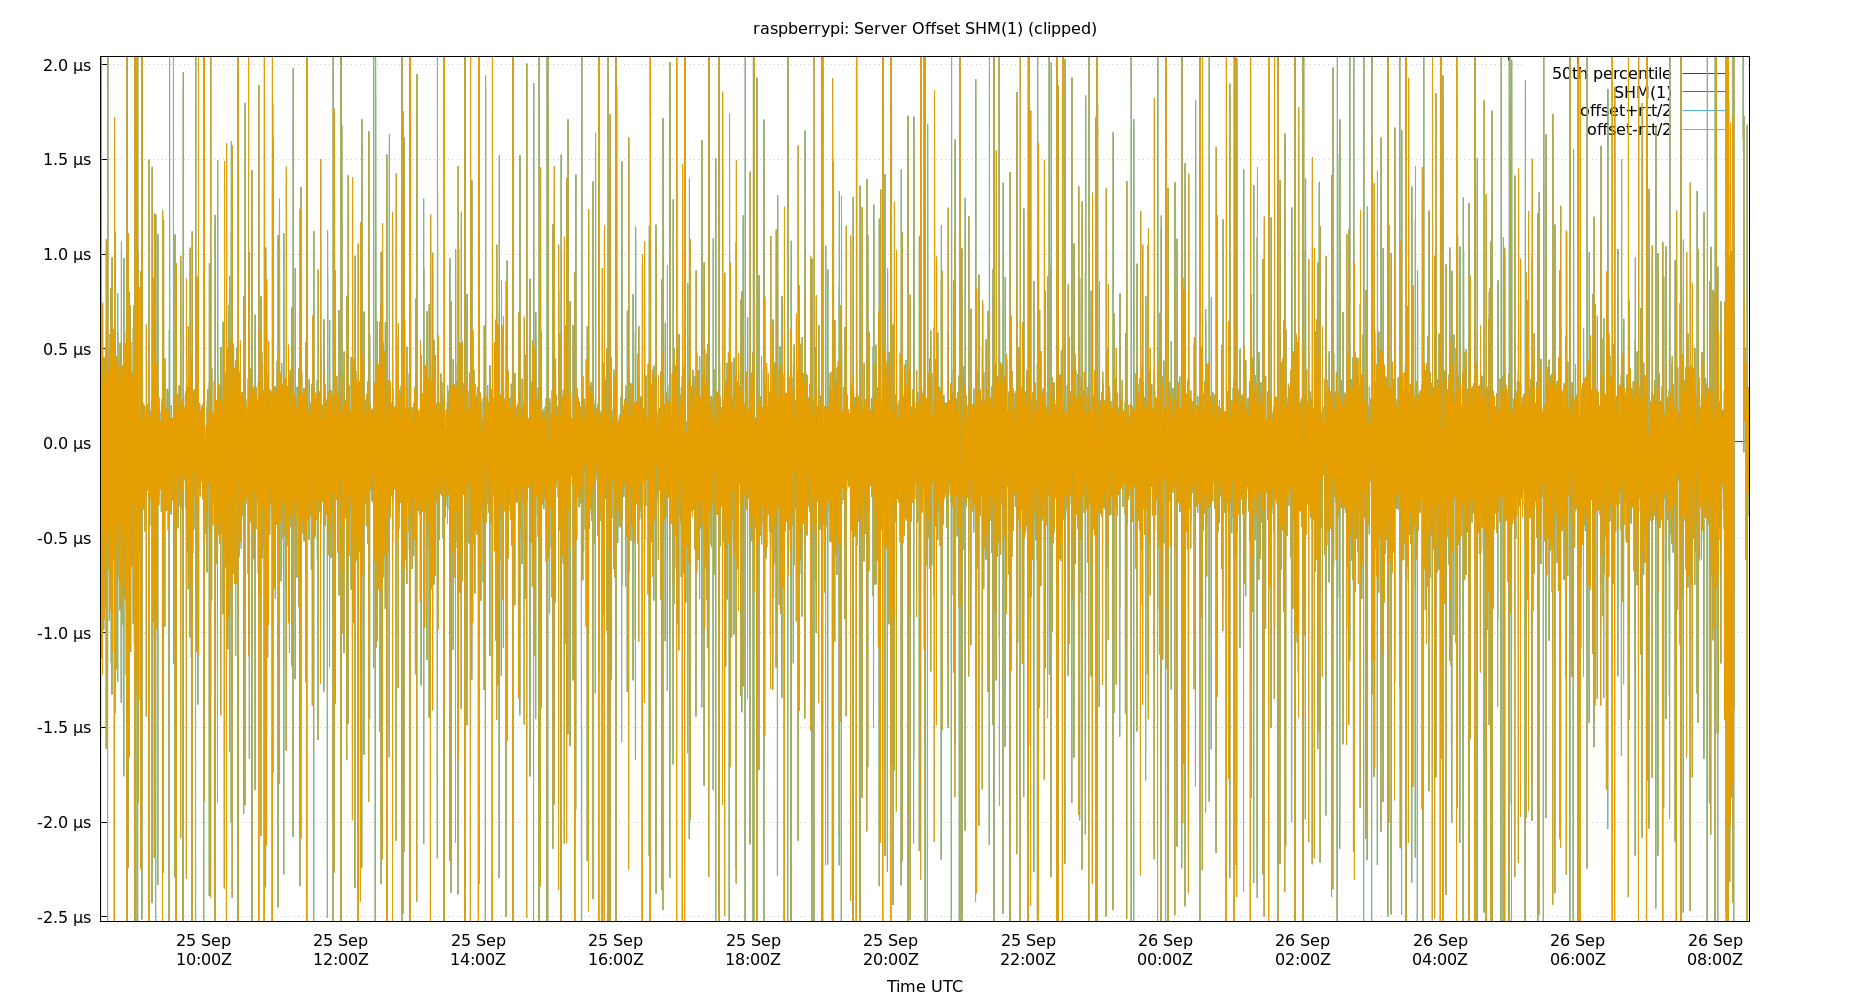 raspberrypi: Server Offset SHM(1) (clipped)
2.0 µs
1.5 µs
1.0 µs
0.5 µs
0.0 µs
-0.5 µs
-1.0 µs
-1.5 µs
-2.0 µs
-2.5 µs
50th percentile
SHM(1)
offset+rtt/2
offset-rtt/2
25 Sep 25 Sep 25 Sep 25 Sep 25 Sep 25 Sep 25 Sep 26 Sep 26 Sep 26 Sep 26 Sep 26 Sep
10:00Z 12:00Z 14:00Z 16:00Z 18:00Z 20:00Z 22:00Z 00:00Z 02:00Z 04:00Z 06:00Z 08:00Z
Time UTC